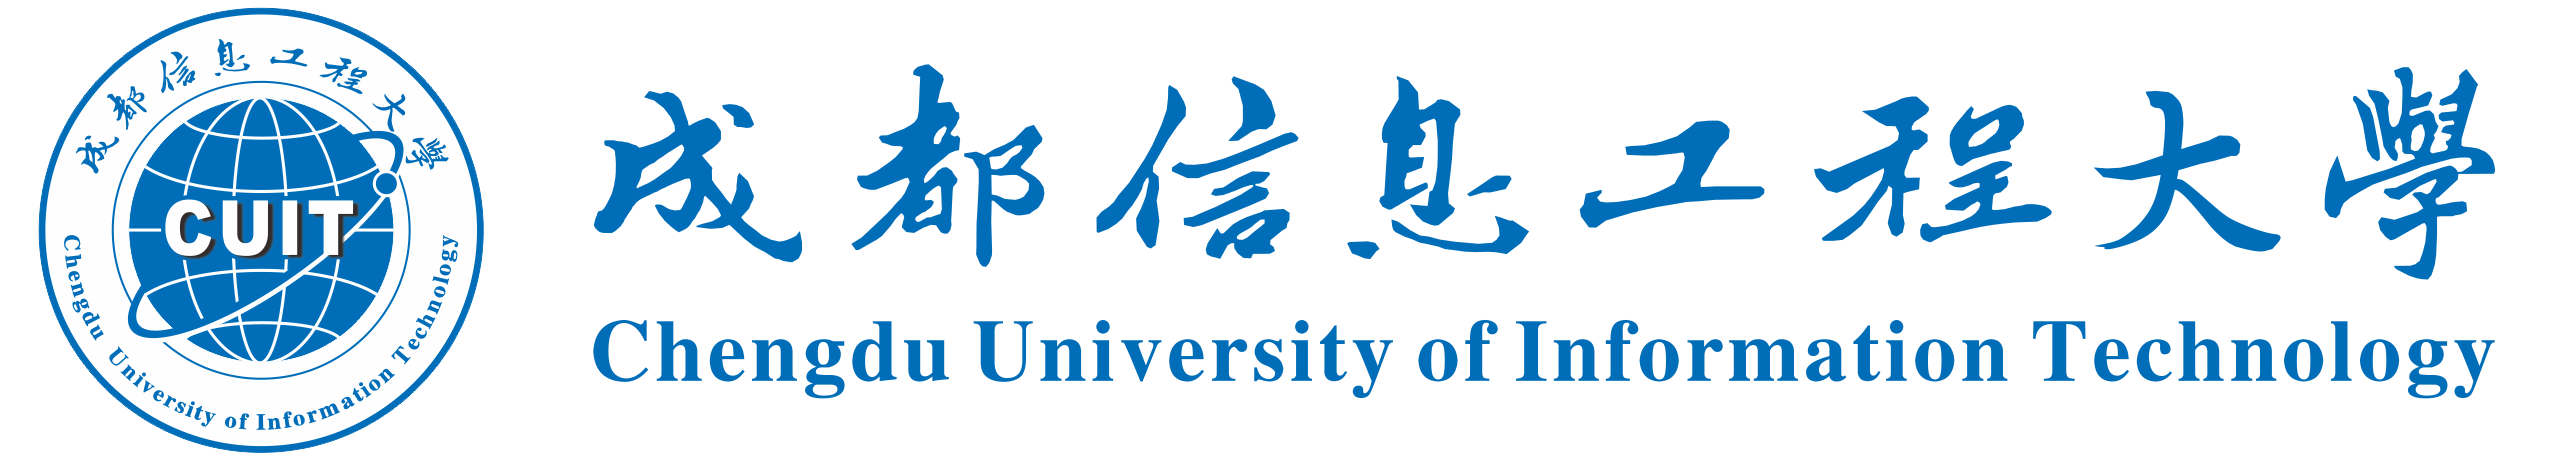 成都信息工程大學
CUIT
Chengdu University of Information Technology
成都信息工程大學
Chengdu University of Information Technology